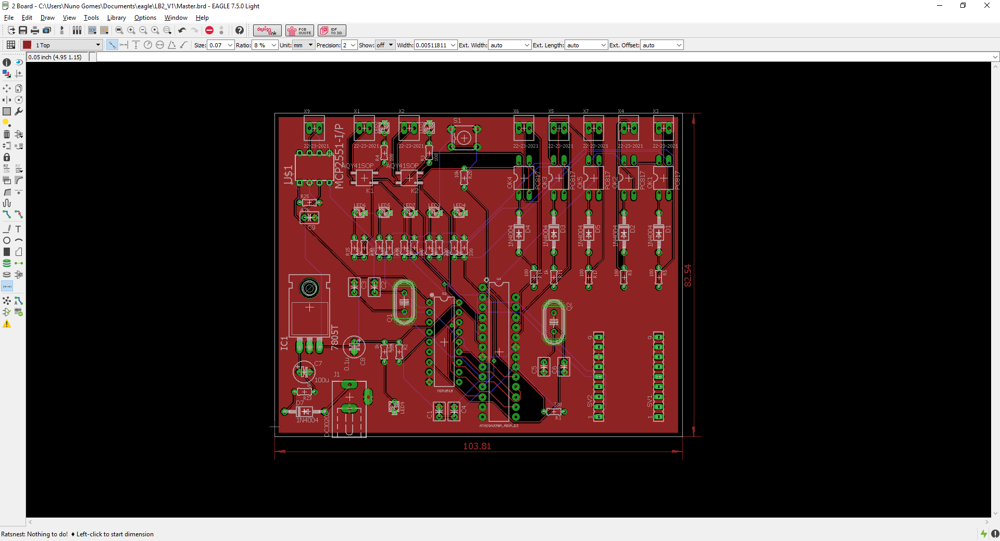 2 Board - C:\Users\Nuno Gomes\Documents\eagle\LB2_V1\Master.brd - EAGLE 7.5.0 Light
File Edit Draw View Tools Library Options Window Help
SCR
design link
PCB QUOTE
IDF TO 3D
1 Top
Size: 0.07 Ratio: 8 % Unit: mm Precision: 2 Show: off Width: 0.00511811 Ext. Width: auto Ext. Length: auto Ext. Offset: auto
0.05 inch (4.95 1.15)
R2 10k
R2 10k
X9 X1 X2 X6 X5 X7 X4 X3
S1
LED2 LED1
22-23-2021 22-23-2021 22-23-2021 22-23-2021 22-23-2021 22-23-2021 22-23-2021 22-23-2021
MCP2551-I/P
U$1
R4 100 R3 100
AQY41SOP AQY41SOP
K1 K2
10k R20
OK4 PC817 OK3 PC817 OK5 PC817 OK2 PC817 OK1 PC817
R25
4.7k
C9
LED6 LED5 LED7 LED3 LED4
1N4004 D4 1N4004 D3 1N4004 D5 1N4004 D2 1N4004 D1
R15 330 330 330 330 330
100 R14 1k R11 100 R17 100 R8 100 R5
C3 C2
U1
U2
Q1 Q2
IC1 7805T
1k R2
0.1u C8
C7
100u
1k
R23
D7
1N4004
J1
DCJ0202
LED9
MCP2515
C1 C4
ATMEGA328P_PDIP_EZ
C5 C6
330
R1
9 SV2 1
9 SV1 1
82.54
103.81
Ratsnest: Nothing to do! ♦ Left-click to start dimension